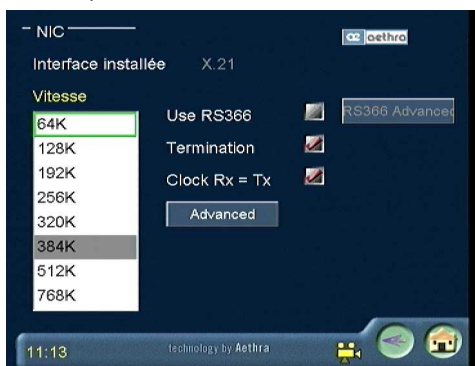 NIC
aethra
Interface installée X.21
Vitesse
64K
128K
192K
256K
320K
384K
512K
768K
Use RS366
RS366 Advanced
Termination
Clock Rx = Tx
Advanced
11:13
technology by Aethra